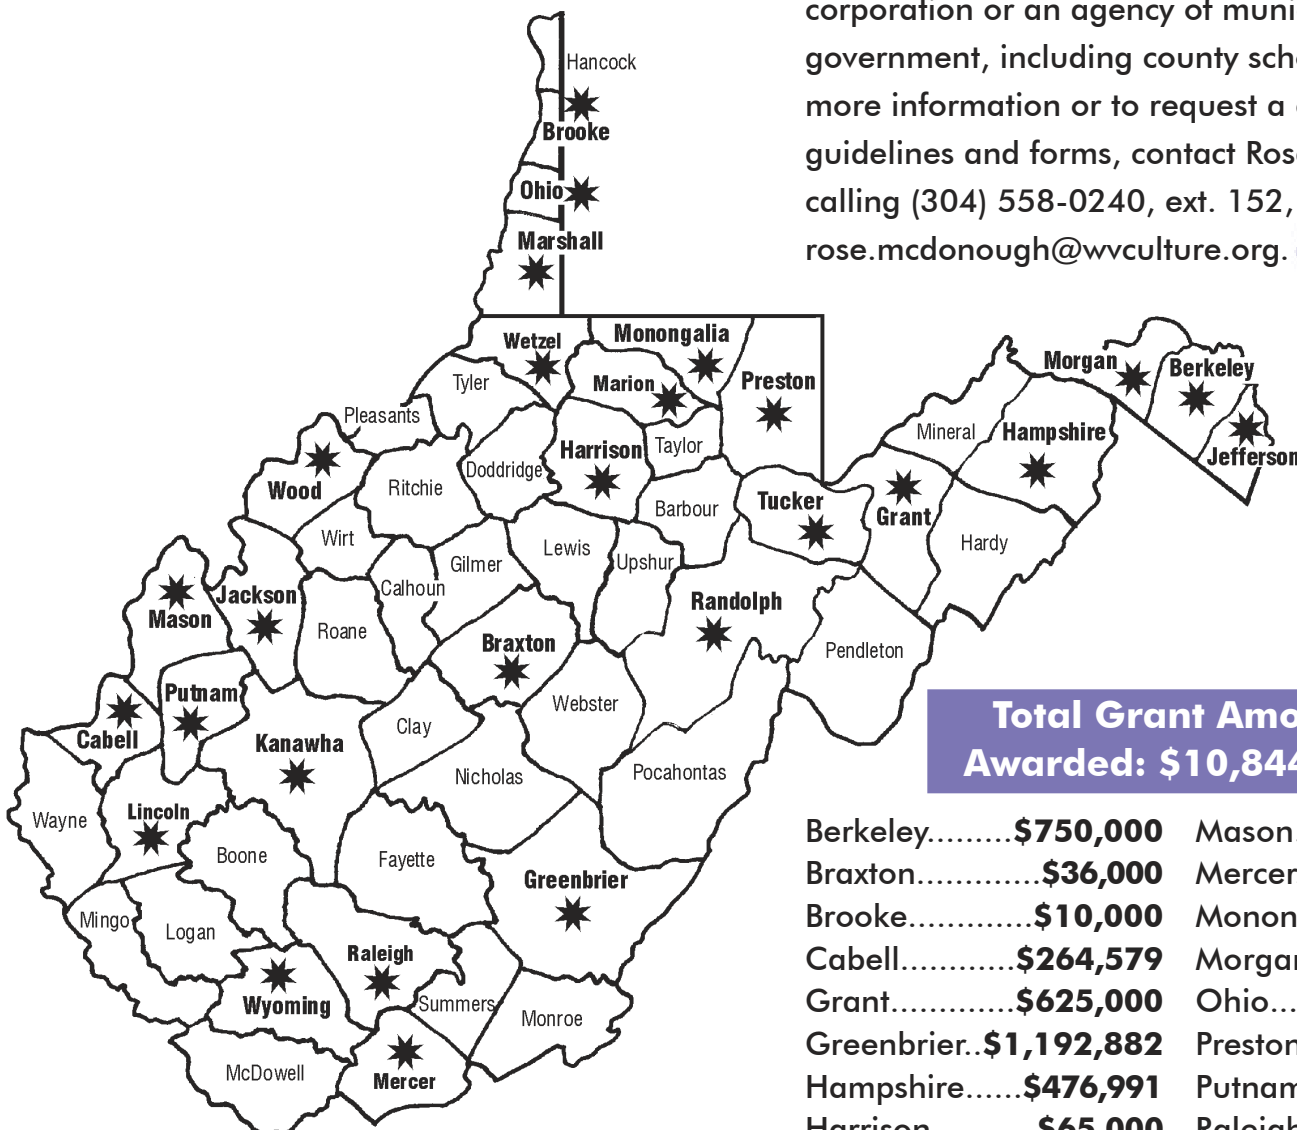 corporation or an agency of muni
government, including county sch
more information or to request a
guidelines and forms, contact Ros
calling (304) 558-0240, ext. 152,
rose.mcdonough@wvculture.org.
Hancock
Brooke
Ohio
Marshall
Wetzel
Monongalia
Marion
Preston
Tyler
Pleasants
Morgan
Berkeley
Jefferson
Mineral
Hampshire
Wood
Ritchie
Doddridge
Harrison
Taylor
Barbour
Tucker
Grant
Hardy
Wirt
Calhoun
Gilmer
Lewis
Upshur
Randolph
Pendleton
Mason
Jackson
Roane
Braxton
Webster
Pocahontas
Putnam
Cabell
Kanawha
Clay
Nicholas
Wayne
Lincoln
Boone
Fayette
Greenbrier
Mingo
Logan
Raleigh
Wyoming
Summers
Monroe
McDowell
Mercer
Total Grant Amo
Awarded: $10,844
Berkeley.........$750,000
Braxton.............$36,000
Brooke.............$10,000
Cabell............$264,579
Grant.............$625,000
Greenbrier..$1,192,882
Hampshire......$476,991
Harrison $65,000
Mason.
Mercer
Monon
Morgan
Ohio...
Preston
Putnam
Raleigh